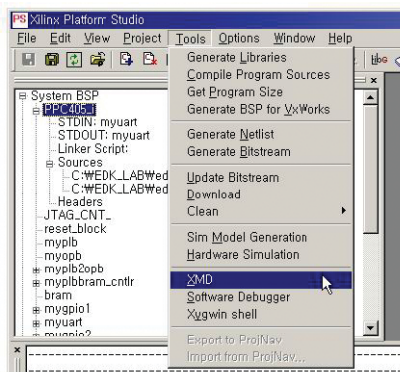 PS Xilinx Platform Studio
File Edit View Project Tools Options Window Help
Generate Libraries
Compile Program Sources
Get Program Size
Generate BSP for VxWorks
Generate Netlist
Generate Bitstream
Update Bitstream
Download
Clean
Sim Model Generation
Hardware Simulation
XMD
Software Debugger
Xygwin shell
Export to ProjNav
Import from ProjNav...
System BSP
PPC405_i
STDIN: myuart
STDOUT: myuart
Linker Script:
Sources
C:₩EDK_LAB₩ed
C:₩EDK_LAB₩ed
Headers
JTAG_CNT_
reset_block
myplb
myopb
myplb2opb
myplbbram_cntlr
bram
mygpio1
myuart
mygpio2